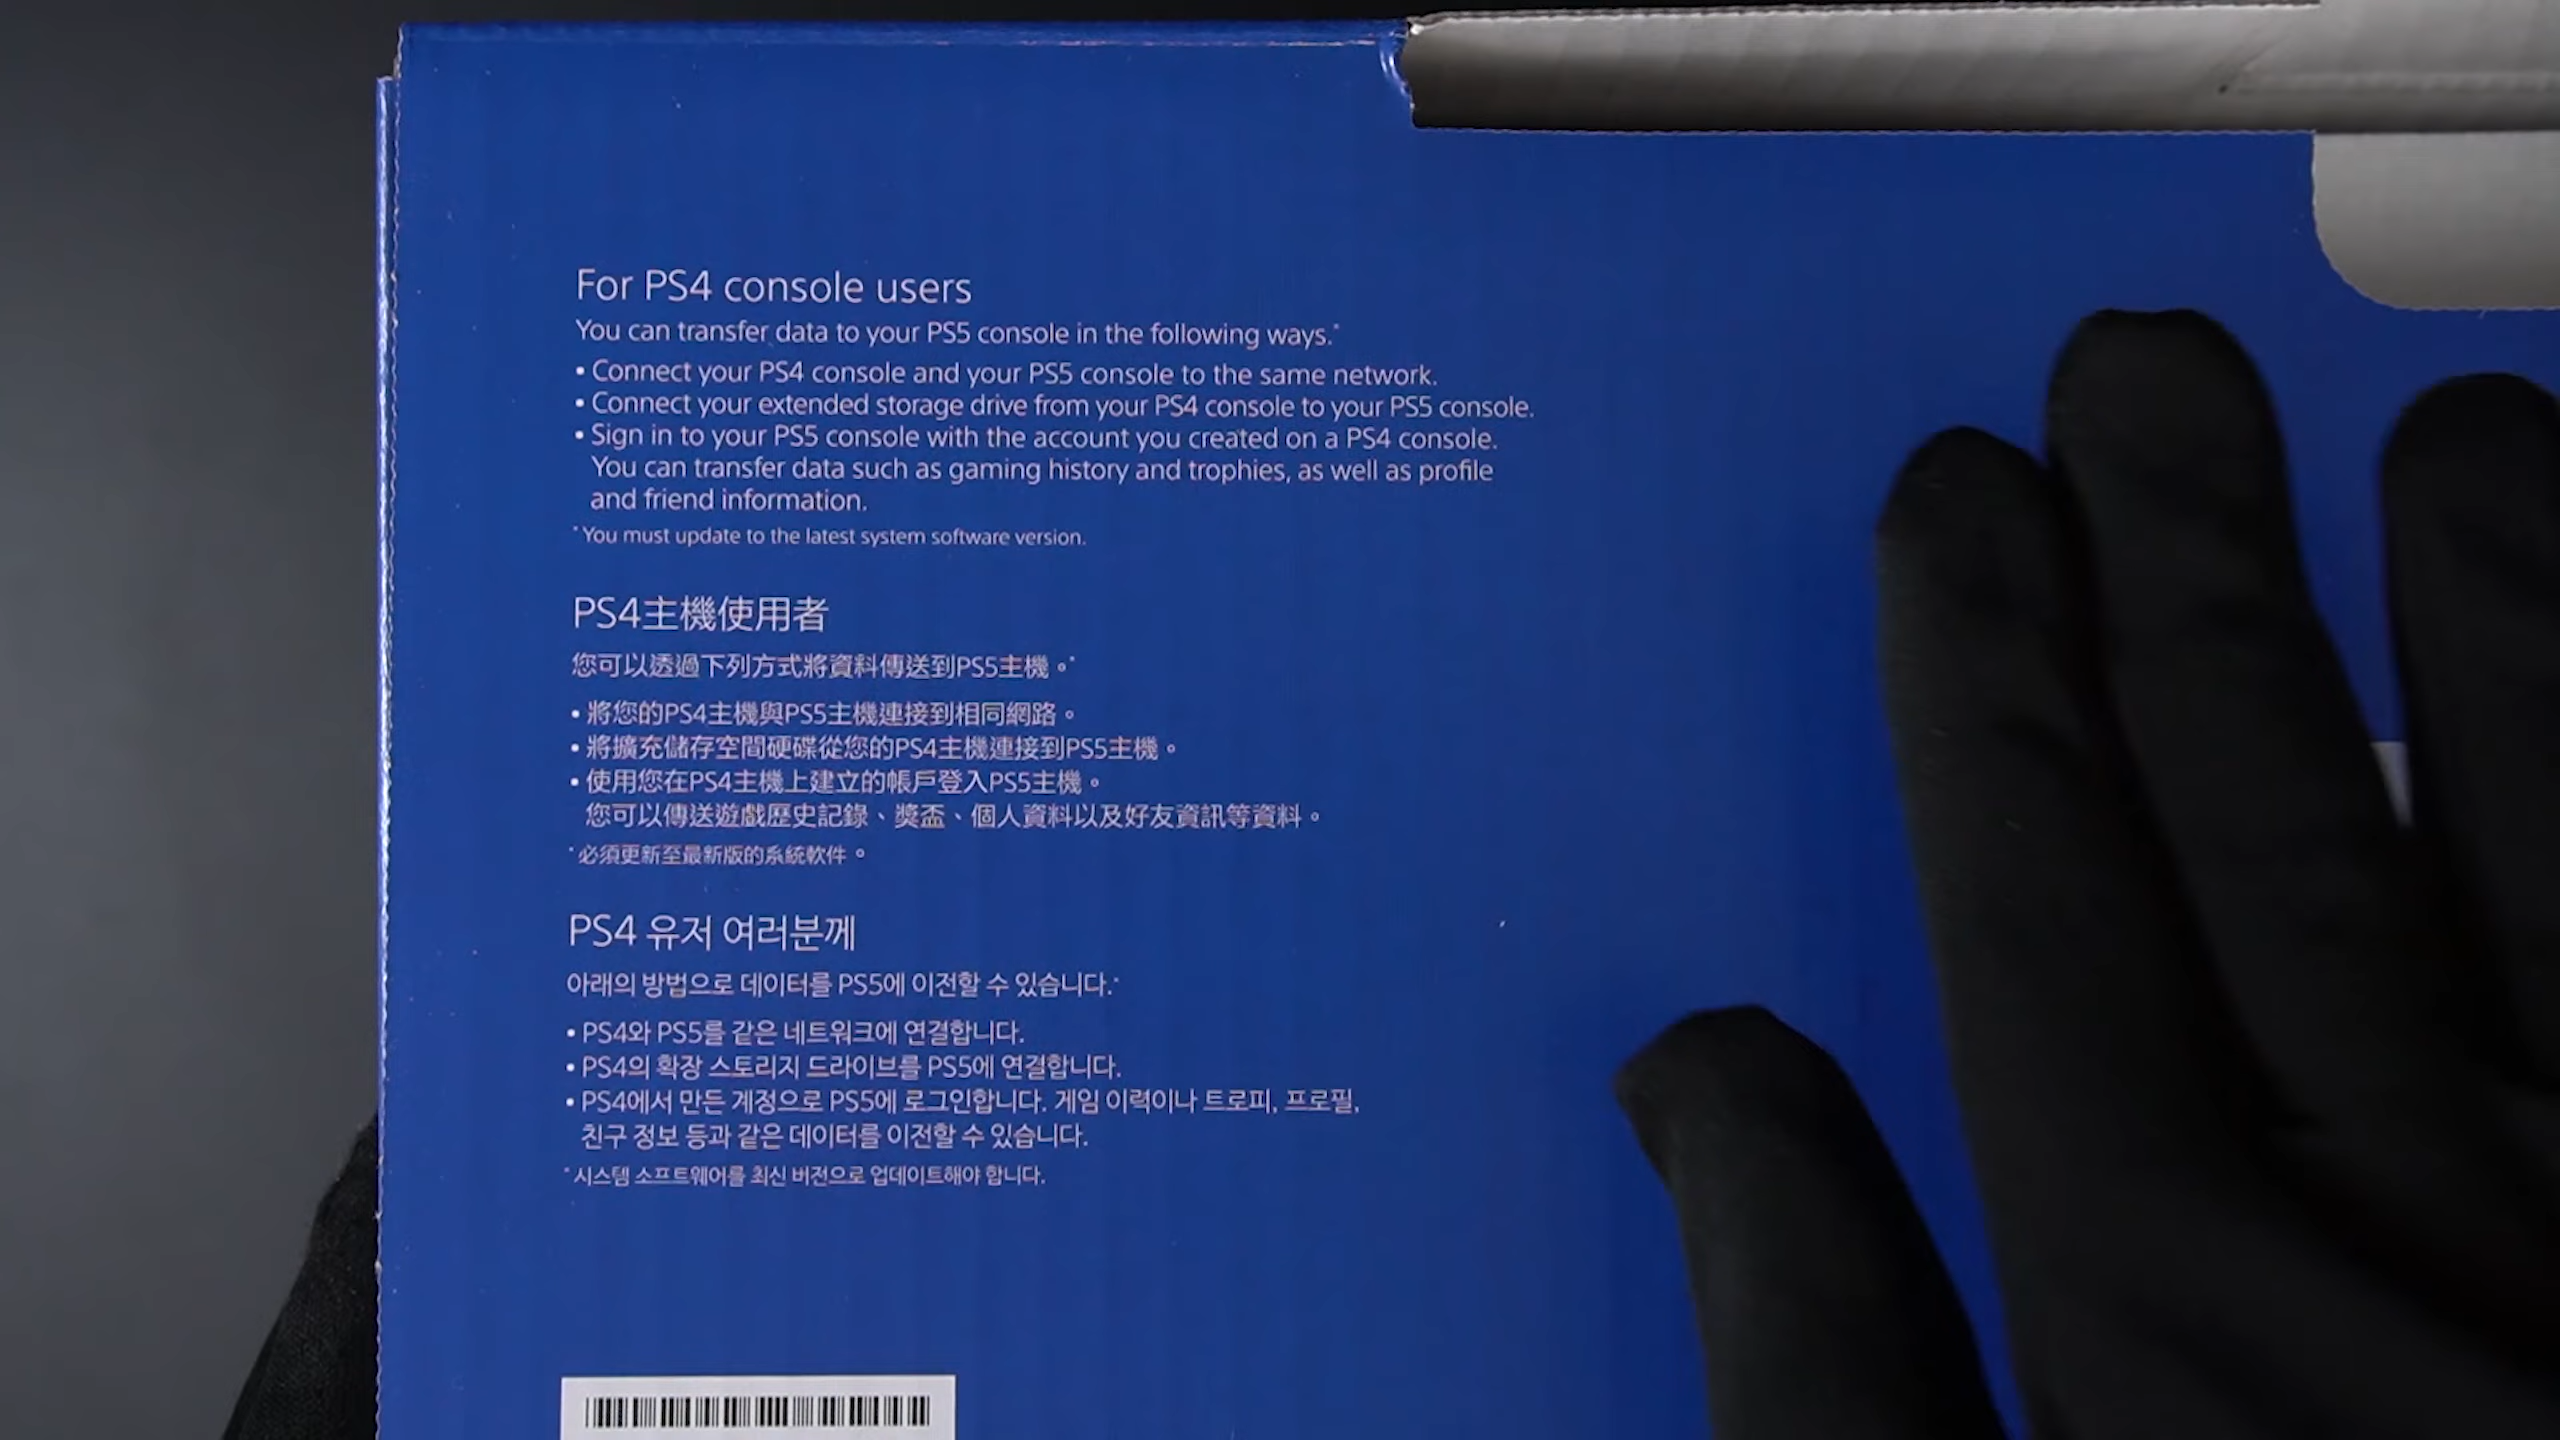 For PS4 console users
You can transfer data to your PS5 console in the following ways.*
• Connect your PS4 console and your PS5 console to the same network.
• Connect your extended storage drive from your PS4 console to your PS5 console.
• Sign in to your PS5 console with the account you created on a PS4 console.
You can transfer data such as gaming history and trophies, as well as profile
and friend information.
* You must update to the latest system software version.
PS4主機使用者
您可以透過下列方式將資料傳送到PS5主機。*
• 將您的PS4主機與PS5主機連接到相同網路。
• 將擴充儲存空間硬碟從您的PS4主機連接到PS5主機。
• 使用您在PS4主機上建立的帳戶登入PS5主機。
您可以傳送遊戲歷史記錄、獎盃、個人資料以及好友資訊等資料。
* 必須更新至最新版的系統軟件。
PS4 유저 여러분께
아래의 방법으로 데이터를 PS5에 이전할 수 있습니다.*
• PS4와 PS5를 같은 네트워크에 연결합니다.
• PS4의 확장 스토리지 드라이브를 PS5에 연결합니다.
• PS4에서 만든 계정으로 PS5에 로그인합니다. 게임 이력이나 트로피, 프로필,
친구 정보 등과 같은 데이터를 이전할 수 있습니다.
* 시스템 소프트웨어를 최신 버전으로 업데이트해야 합니다.